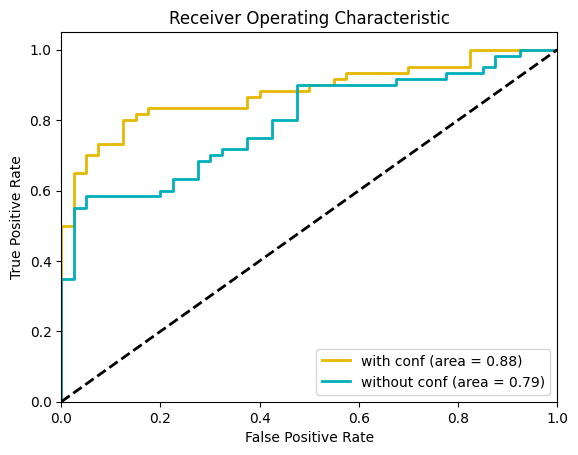 Receiver Operating Characteristic
True Positive Rate
1.0
0.8
0.6
0.4
0.2
0.0
0.0 0.2 0.4 0.6 0.8 1.0
False Positive Rate
with conf (area = 0.88)
without conf (area = 0.79)